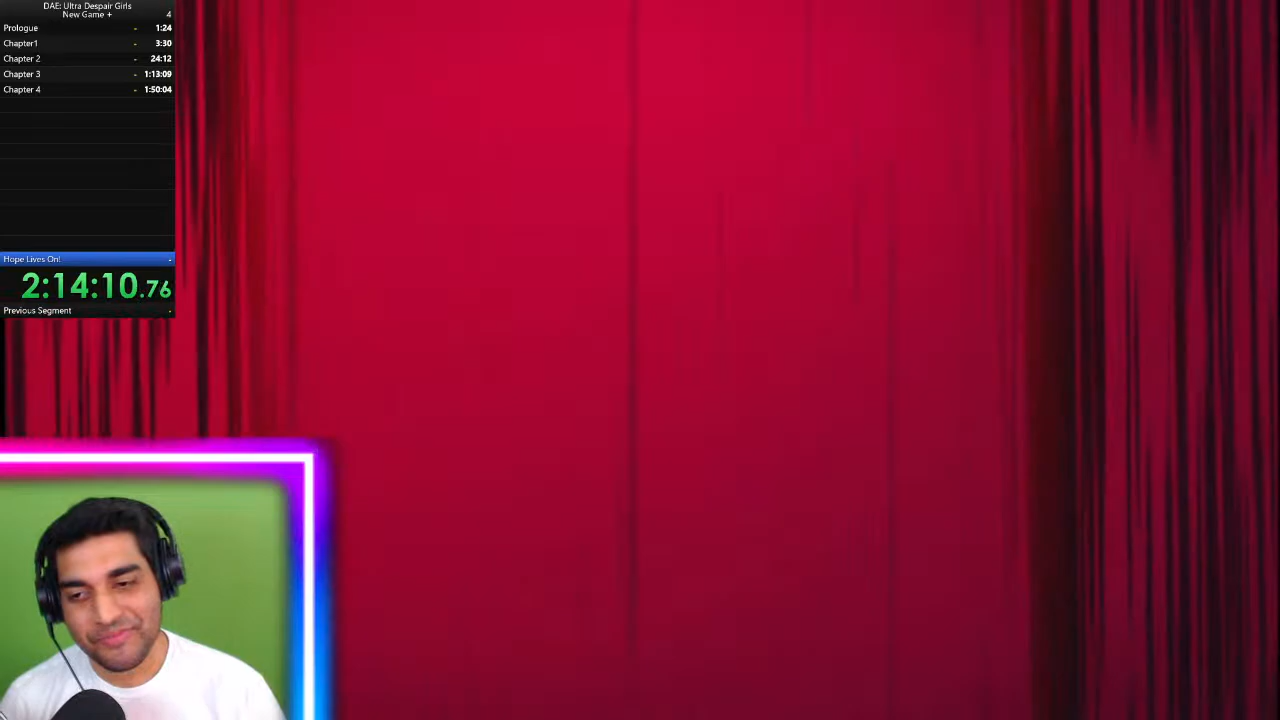 DAE: Ultra Despair Girls
New Game + 4
Prologue - 1:24
Chapter1 - 3:30
Chapter 2 - 24:12
Chapter 3 - 1:13:09
Chapter 4 - 1:50:04
Hope Lives On! -
2:14:10.76
Previous Segment -